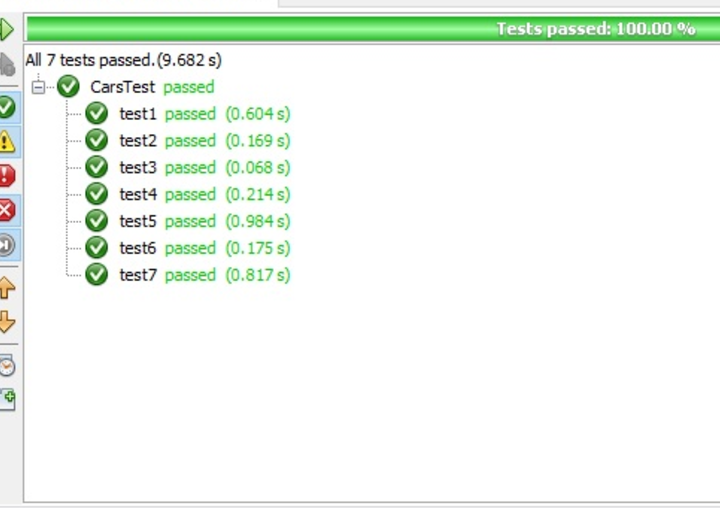 Tests passed: 100.00 %
All 7 tests passed.(9.682 s)
CarsTest passed
test1 passed (0.604 s)
test2 passed (0.169 s)
test3 passed (0.068 s)
test4 passed (0.214 s)
test5 passed (0.984 s)
test6 passed (0.175 s)
test7 passed (0.817 s)